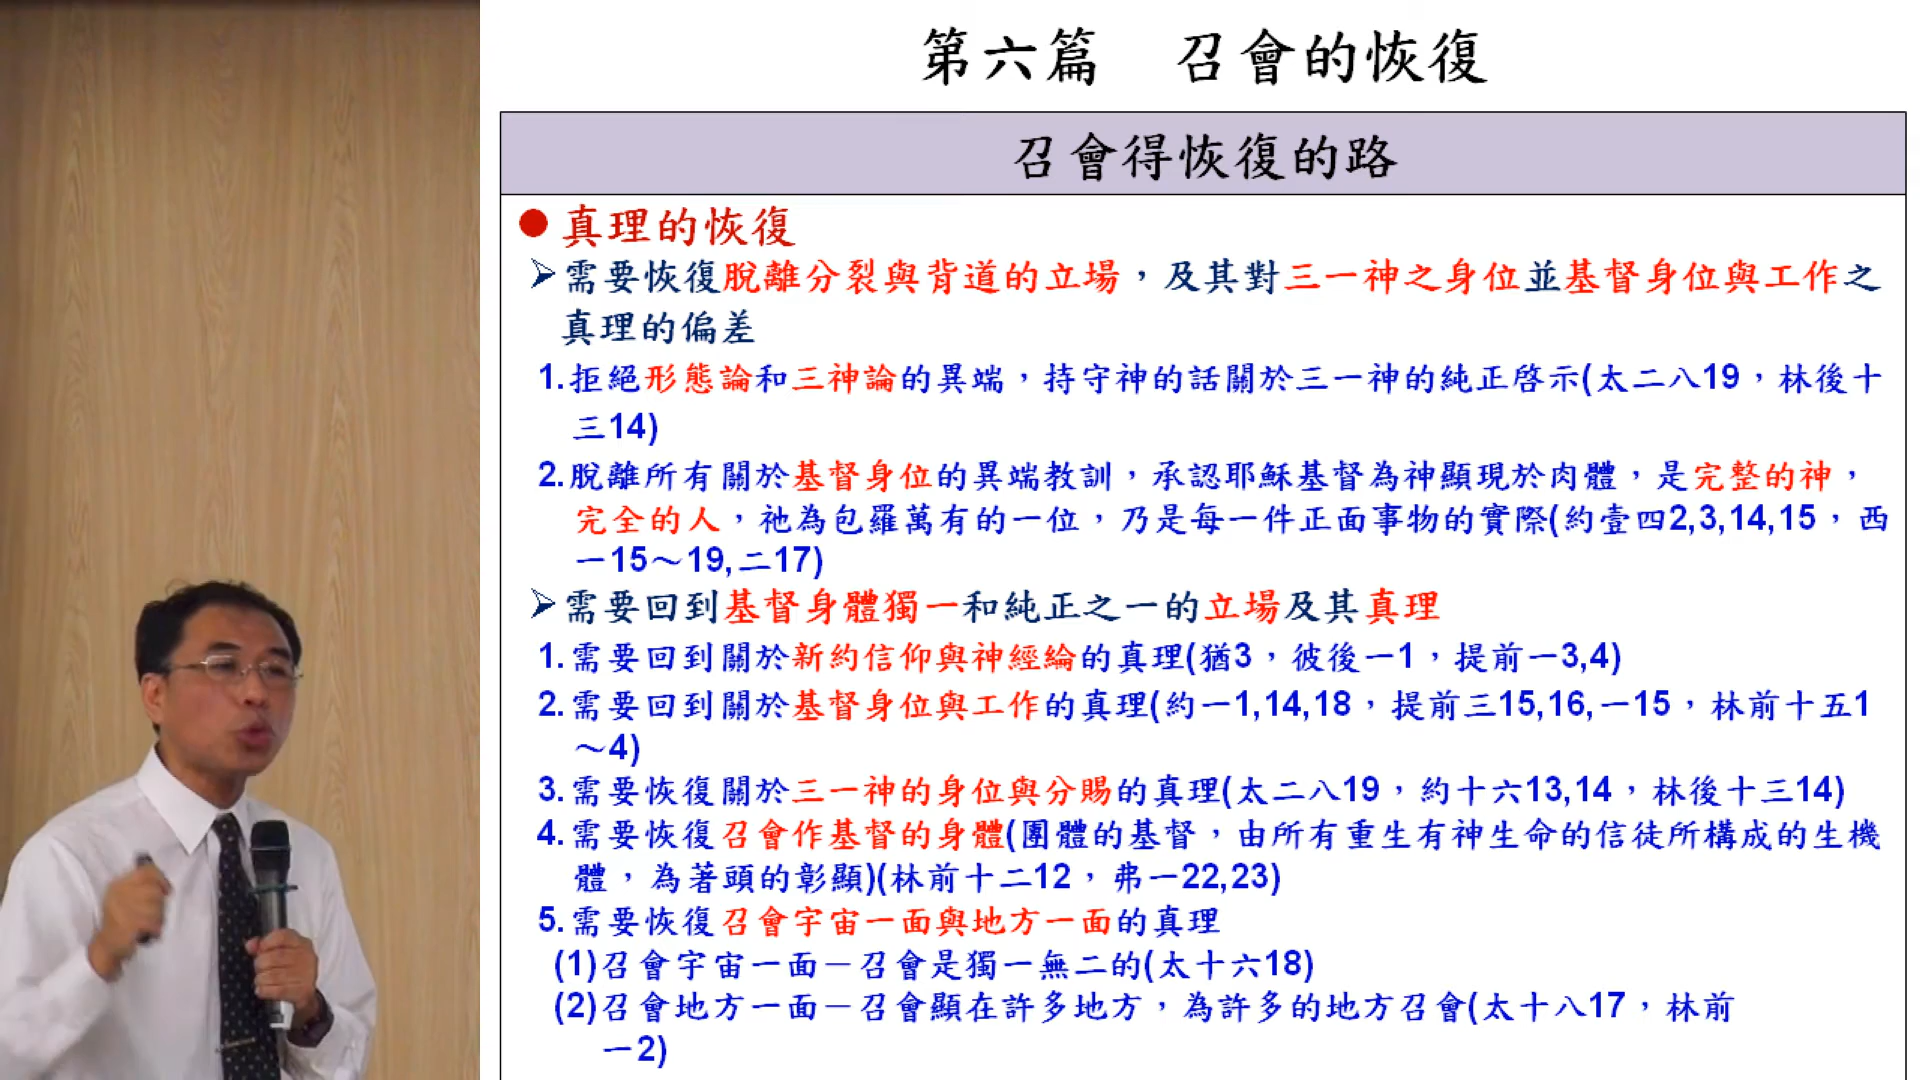 第六篇 召會的恢復
召會得恢復的路
真理的恢復
需要恢復脫離分裂與背道的立場，及其對三一神之身位並基督身位與工作之
真理的偏差
1.拒絕形態論和三神論的異端，持守神的話關於三一神的純正啓示(太二八19，林後十
三14)
2.脫離所有關於基督身位的異端教訓，承認耶穌基督為神顯現於肉體，是完整的神，
完全的人，祂為包羅萬有的一位，乃是每一件正面事物的實際(約壹四2,3,14,15，西
一15～19,二17)
需要回到基督身體獨一和純正之一的立場及其真理
1.需要回到關於新約信仰與神經綸的真理(猶3，彼後一1，提前一3,4)
2.需要回到關於基督身位與工作的真理(約一1,14,18，提前三15,16,一15，林前十五1
～4)
3.需要恢復關於三一神的身位與分賜的真理(太二八19，約十六13,14，林後十三14)
4.需要恢復召會作基督的身體(團體的基督，由所有重生有神生命的信徒所構成的生機
體，為著頭的彰顯)(林前十二12，弗一22,23)
5.需要恢復召會宇宙一面與地方一面的真理
(1)召會宇宙一面－召會是獨一無二的(太十六18)
(2)召會地方一面－召會顯在許多地方，為許多的地方召會(太十八17，林前
一2)